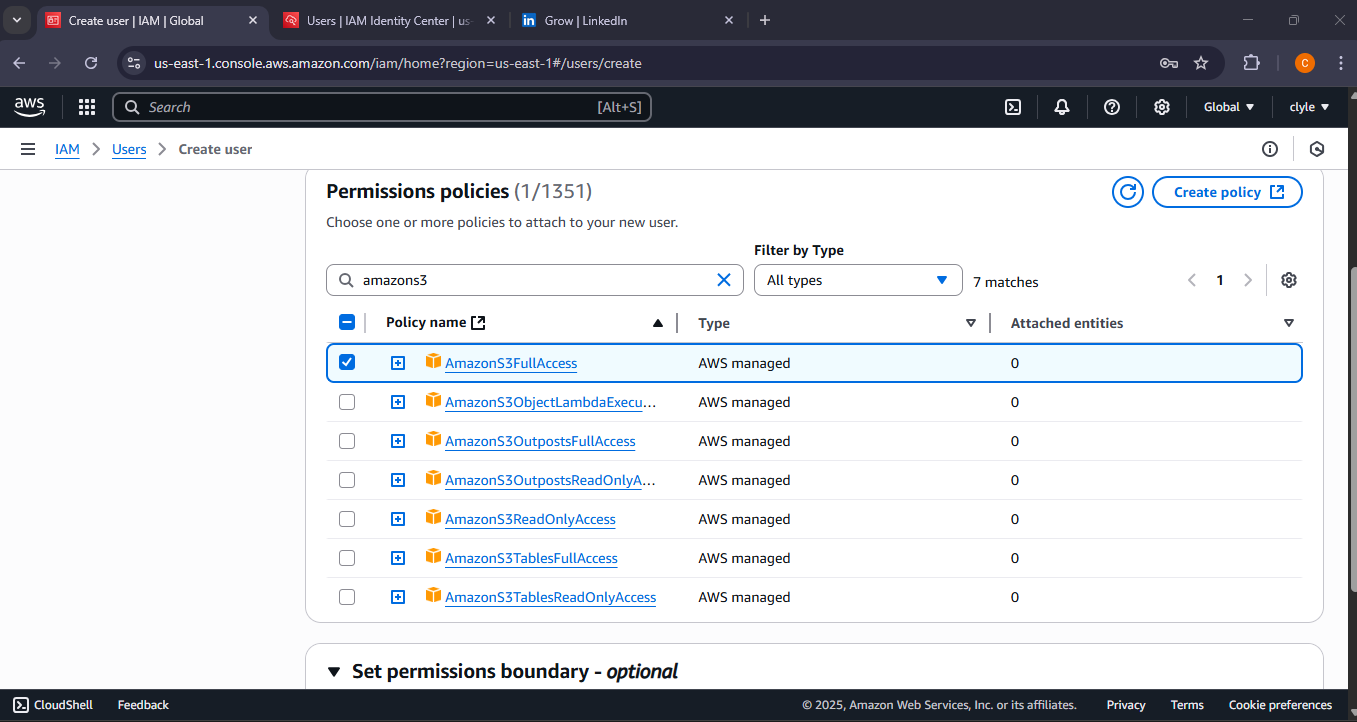 Create user | IAM | Global
Users | IAM Identity Center | us-
Grow | LinkedIn
us-east-1.console.aws.amazon.com/iam/home?region=us-east-1#/users/create
C
aws
Search
[Alt+S]
Global
clyle
IAM
Users
Create user
Permissions policies (1/1351)
Create policy
Choose one or more policies to attach to your new user.
Filter by Type
amazons3
All types
7 matches
1
Policy name
Type
Attached entities
AmazonS3FullAccess AWS managed 0
AmazonS3ObjectLambdaExecu... AWS managed 0
AmazonS3OutpostsFullAccess AWS managed 0
AmazonS3OutpostsReadOnlyA... AWS managed 0
AmazonS3ReadOnlyAccess AWS managed 0
AmazonS3TablesFullAccess AWS managed 0
AmazonS3TablesReadOnlyAccess AWS managed 0
Set permissions boundary - optional
CloudShell
Feedback
© 2025, Amazon Web Services, Inc. or its affiliates.
Privacy
Terms
Cookie preferences